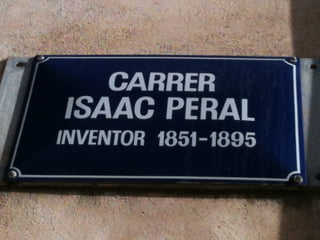 CARRER
ISAAC PERAL
INVENTOR 1851-1895